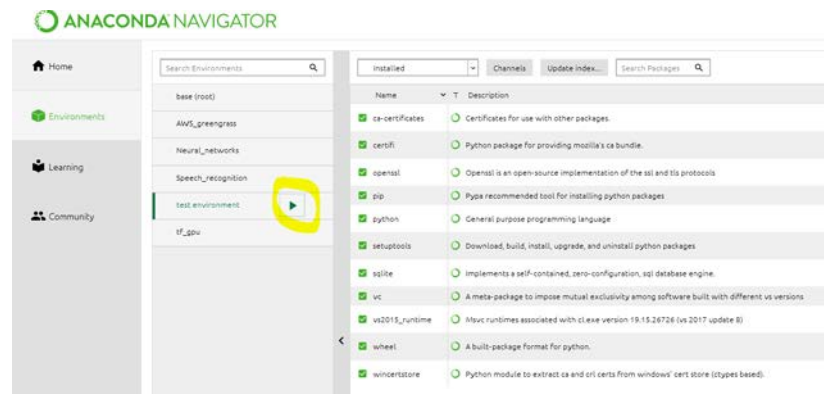 ANACONDA NAVIGATOR
Home
Environments
Learning
Community
Search Environments
base (root)
AWS_greengrass
Neural_networks
Speech_recognition
test environment
tf_gpu
Installed Channels Update index... Search Packages
Name T Description
ca-certificates Certificates for use with other packages.
certifi Python package for providing mozilla's ca bundle.
openssl Openssl is an open-source implementation of the ssl and tls protocols
pip Pypa recommended tool for installing python packages
python General purpose programming language
setuptools Download, build, install, upgrade, and uninstall python packages
sqlite Implements a self-contained, zero-configuration, sql database engine.
vc A meta-package to impose mutual exclusivity among software built with different vs versions
vs2015_runtime Msvc runtimes associated with cl.exe version 19.15.26726 (vs 2017 update 8)
wheel A built-package format for python.
wincertstore Python module to extract ca and crl certs from windows' cert store (ctypes based).